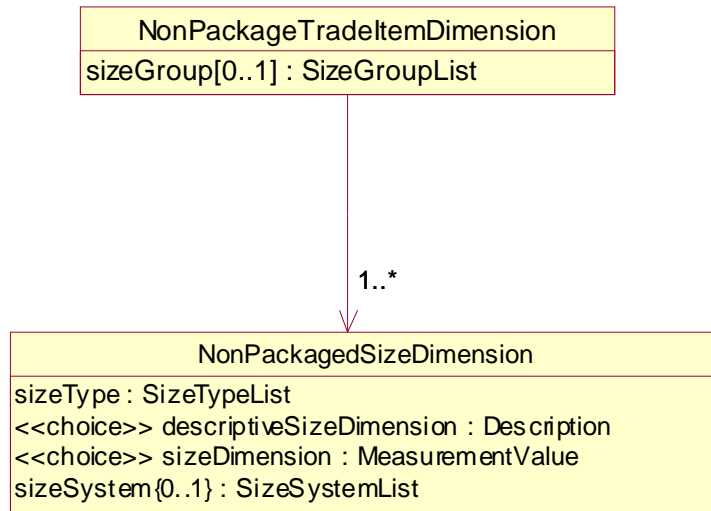 NonPackageTradeItemDimension
sizeGroup[0..1] : SizeGroupList
1..*
NonPackagedSizeDimension
sizeType : SizeTypeList
<<choice>> descriptiveSizeDimension : Description
<<choice>> sizeDimension : MeasurementValue
sizeSystem{0..1} : SizeSystemList